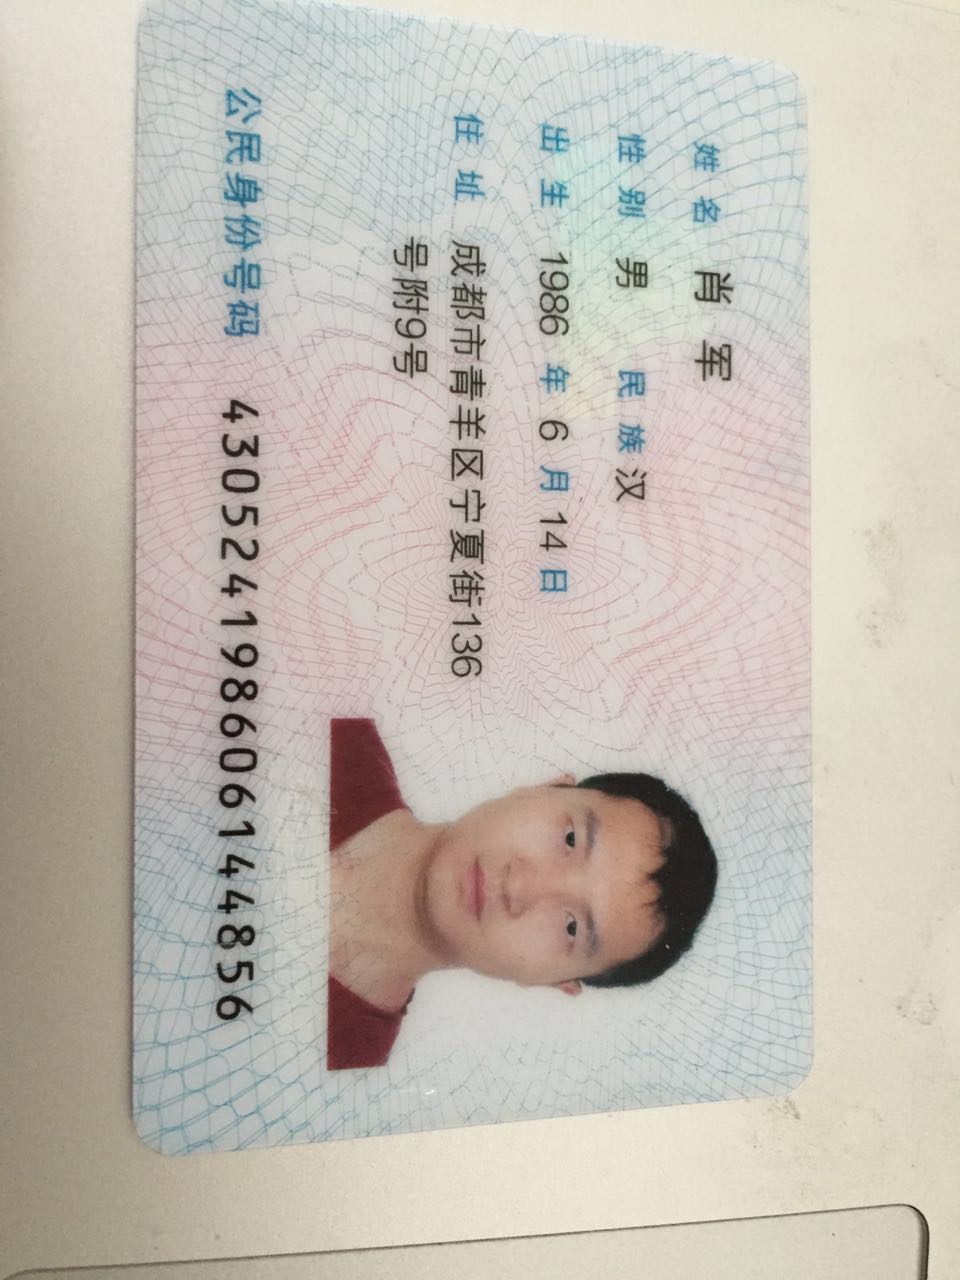 姓名 肖军
性别 男 民族 汉
出生 1986 年 6 月 14 日
住址 成都市青羊区宁夏街136
号附9号
公民身份号码 430524198606144856